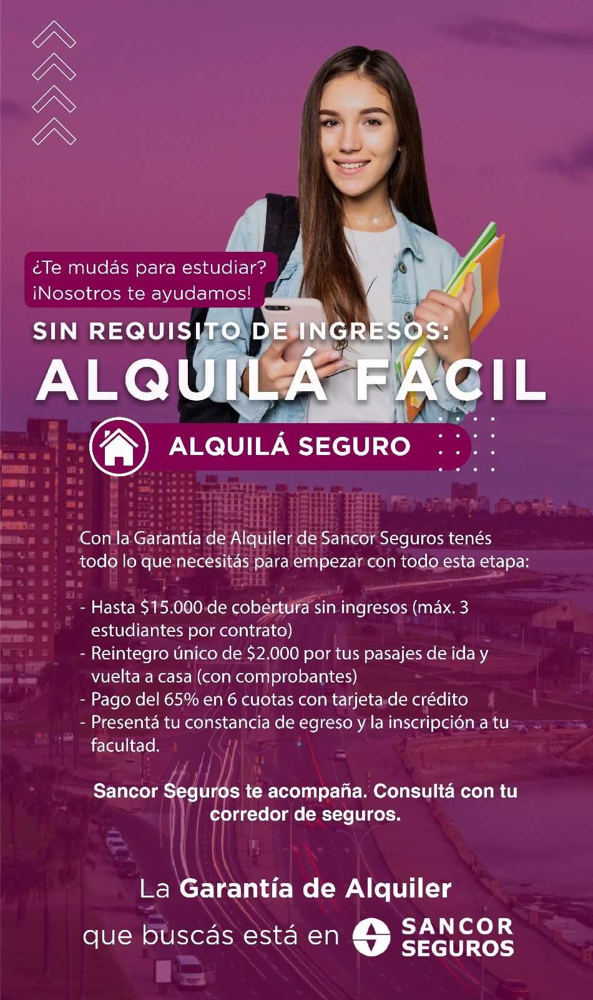 ¿Te mudás para estudiar?
¡Nosotros te ayudamos!
SIN REQUISITO DE INGRESOS:
ALQUILÁ FÁCIL
ALQUILÁ SEGURO
Con la Garantía de Alquiler de Sancor Seguros tenés
todo lo que necesitás para empezar con todo esta etapa:
- Hasta $15.000 de cobertura sin ingresos (máx. 3
estudiantes por contrato)
- Reintegro único de $2.000 por tus pasajes de ida y
vuelta a casa (con comprobantes)
- Pago del 65% en 6 cuotas con tarjeta de crédito
- Presentá tu constancia de egreso y la inscripción a tu
facultad.
Sancor Seguros te acompaña. Consultá con tu
corredor de seguros.
La Garantía de Alquiler
que buscás está en
SANCOR
SEGUROS